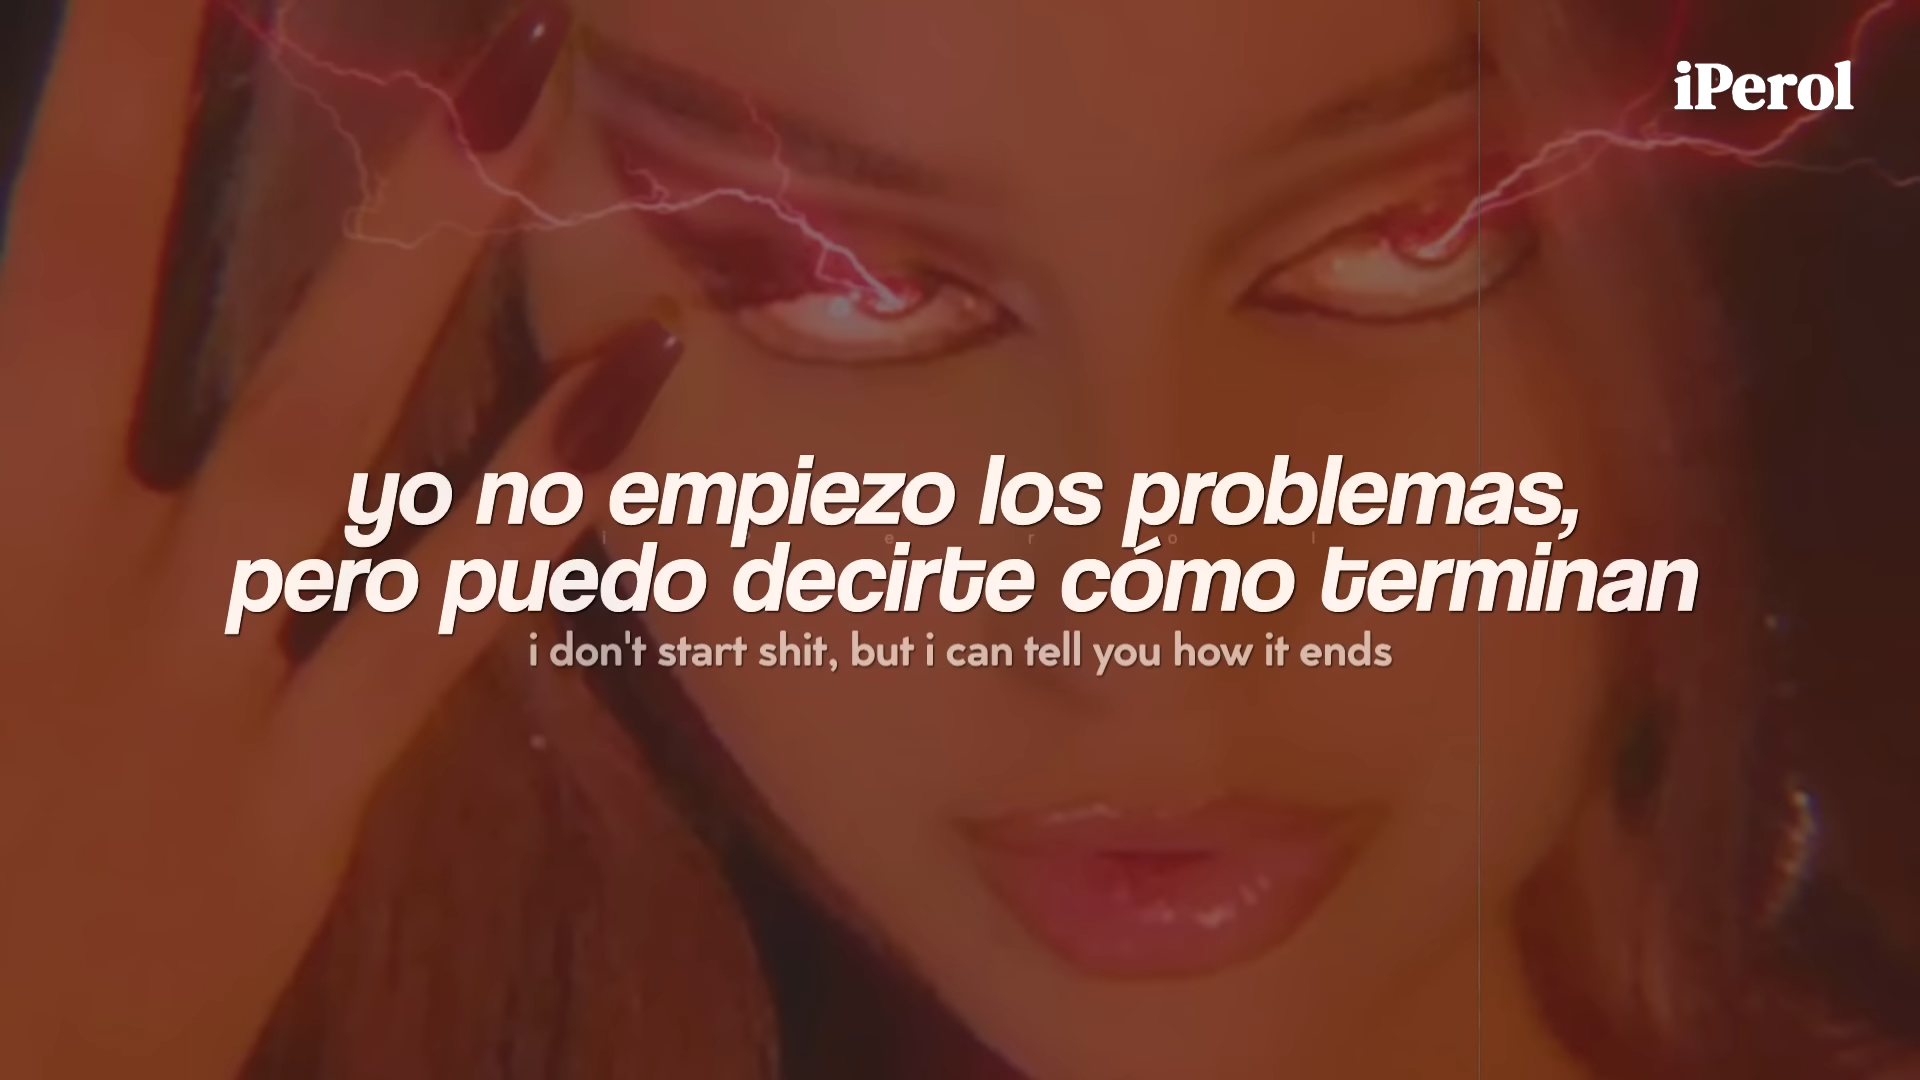 iPerol
yo no empiezo los problemas,
i P e r o l
pero puedo decirte cómo terminan
i don't start shit, but i can tell you how it ends